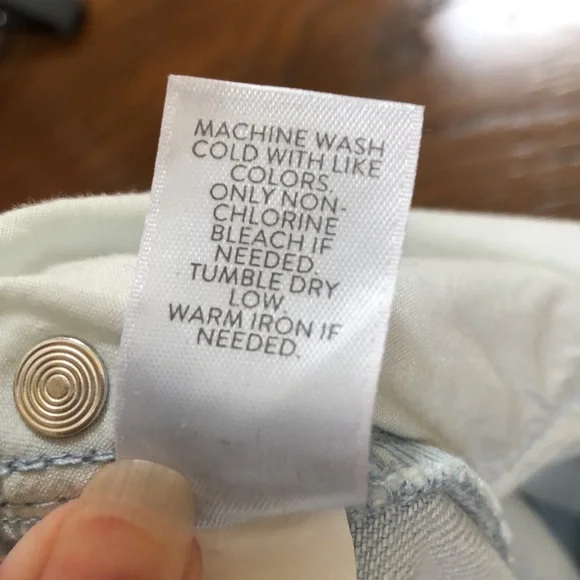 MACHINE WASH
COLD WITH LIKE
COLORS.
ONLY NON-
CHLORINE
BLEACH IF
NEEDED.
TUMBLE DRY
LOW.
WARM IRON IF
NEEDED.